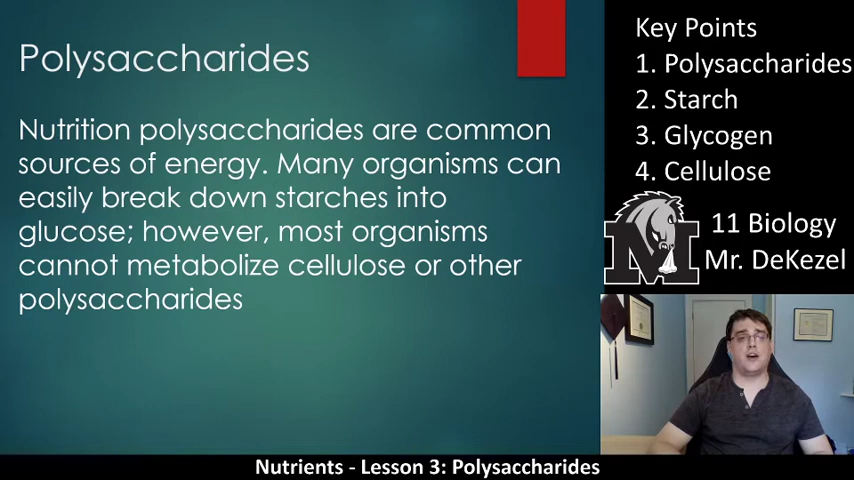 Polysaccharides
Nutrition polysaccharides are common
sources of energy. Many organisms can
easily break down starches into
glucose; however, most organisms
cannot metabolize cellulose or other
polysaccharides
Key Points
1. Polysaccharides
2. Starch
3. Glycogen
4. Cellulose
M
11 Biology
Mr. DeKezel
Nutrients - Lesson 3: Polysaccharides